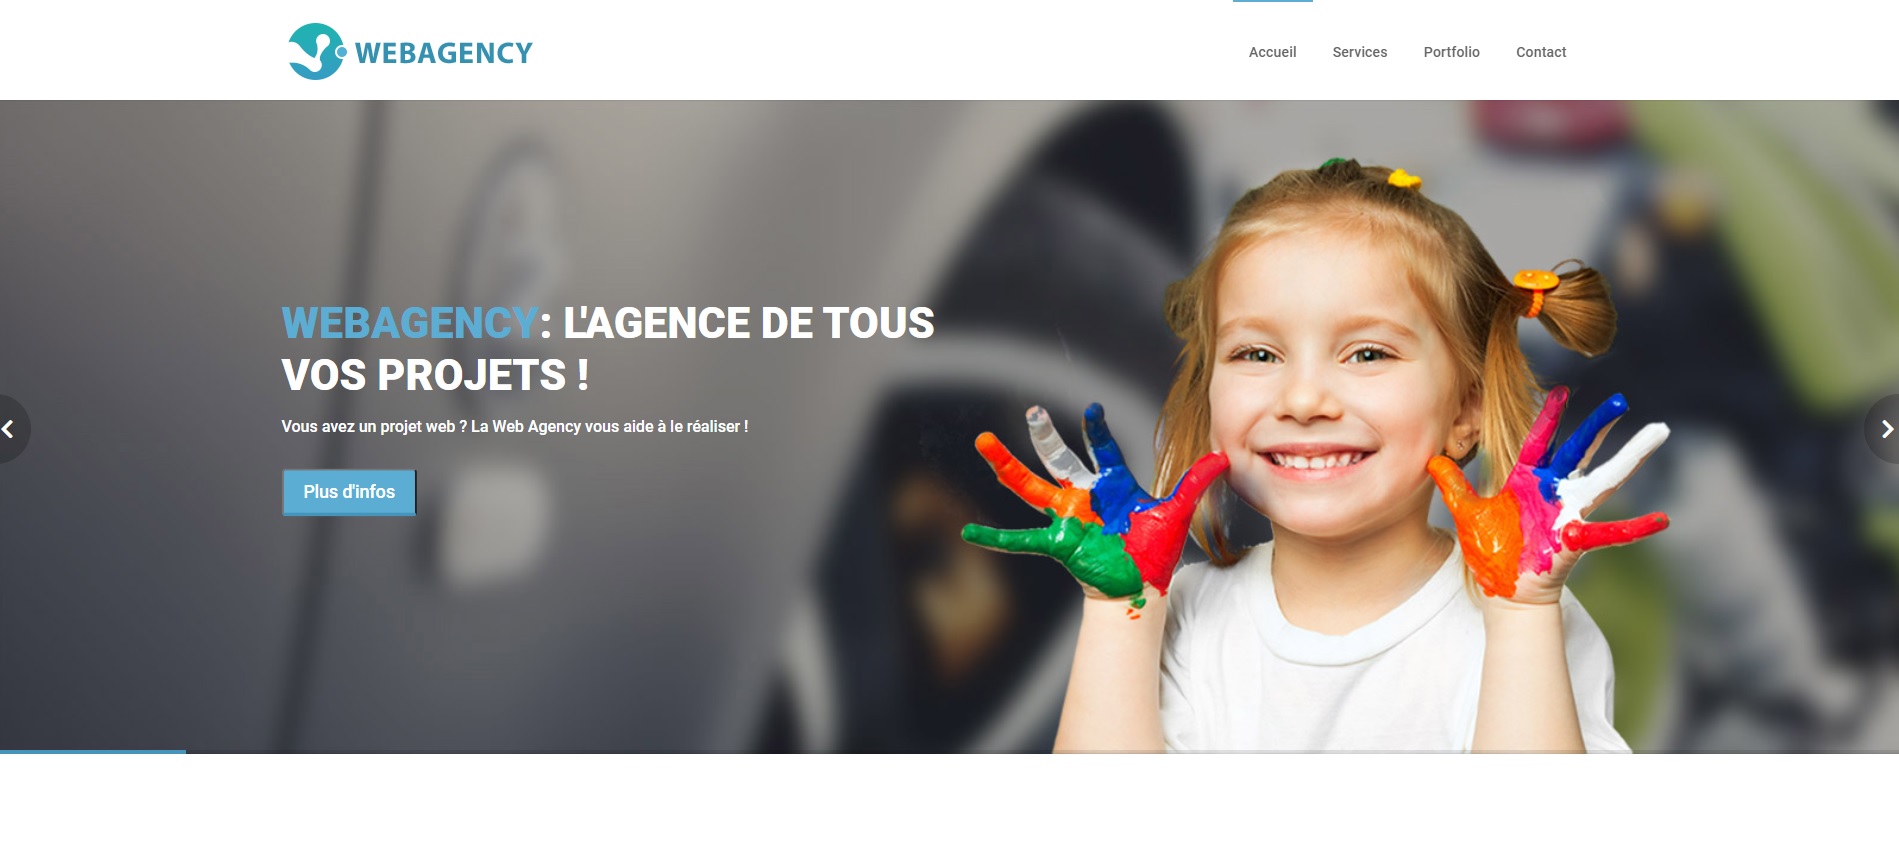 WEBAGENCY
Accueil Services Portfolio Contact
WEBAGENCY: L'AGENCE DE TOUS
VOS PROJETS !
Vous avez un projet web ? La Web Agency vous aide à le réaliser !
Plus d'infos